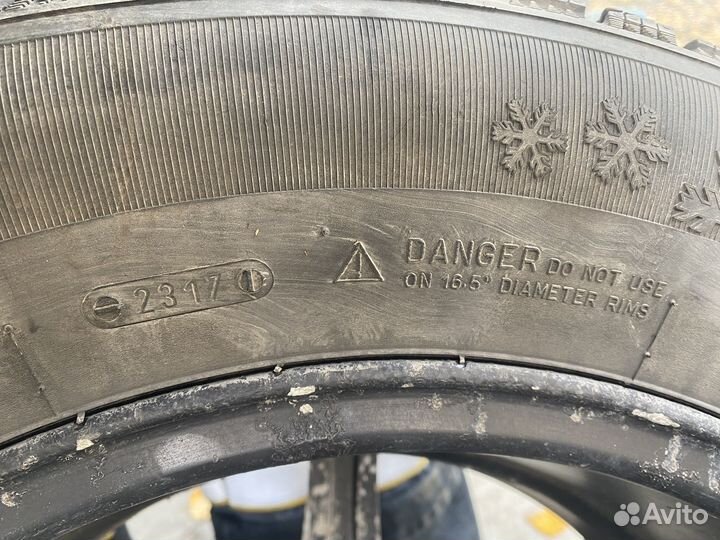 2317
DANGER DO NOT USE
ON 16.5" DIAMETER RIMS
Avito